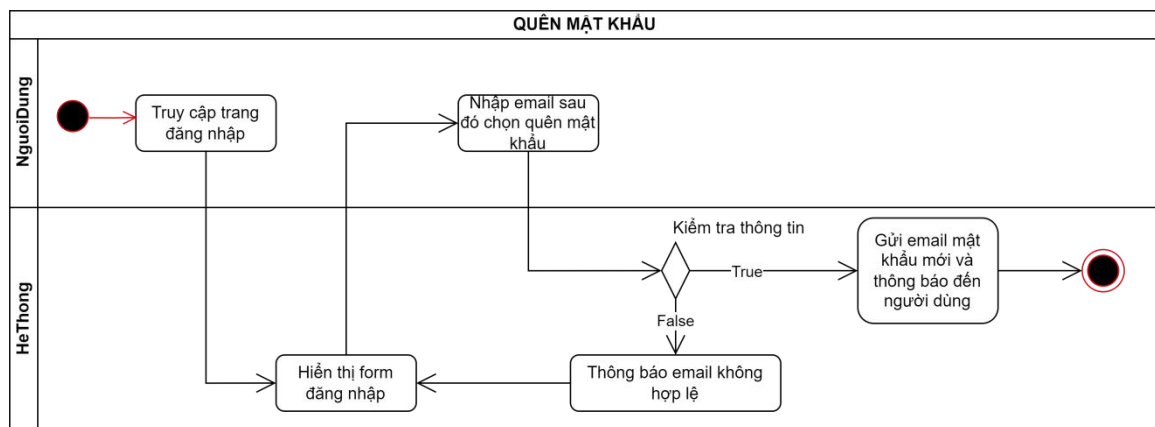 QUÊN MẬT KHẨU
NguoiDung
Truy cập trang
đăng nhập
Nhập email sau
đó chọn quên mật
khẩu
HeThong
Kiểm tra thông tin
True
False
Gửi email mật
khẩu mới và
thông báo đến
người dùng
Hiển thị form
đăng nhập
Thông báo email không
hợp lệ